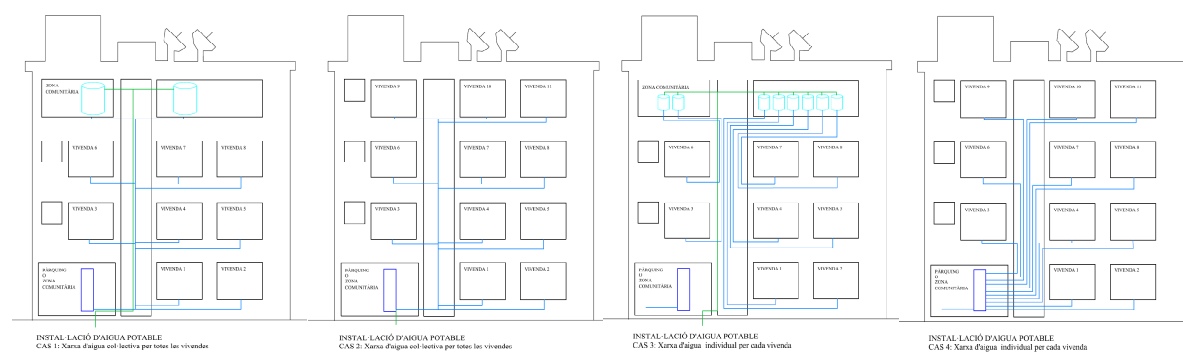 ZONA
COMUNITÀRIA
VIVENDA 6
VIVENDA 7
VIVENDA 8
VIVENDA 3
VIVENDA 4
VIVENDA 5
PÀRQUING
O
ZONA
COMUNITÀRIA
VIVENDA 1
VIVENDA 2
INSTAL·LACIÓ D'AIGUA POTABLE
CAS 1: Xarxa d'aigua col·lectiva per totes les vivendes
VIVENDA 9
VIVENDA 10
VIVENDA 11
VIVENDA 6
VIVENDA 7
VIVENDA 8
VIVENDA 3
VIVENDA 4
VIVENDA 5
PÀRQUING
O
ZONA
COMUNITÀRIA
VIVENDA 1
VIVENDA 2
INSTAL·LACIÓ D'AIGUA POTABLE
CAS 2: Xarxa d'aigua col·lectiva per totes les vivendes
ZONA COMUNITÀRIA
VIVENDA 6
VIVENDA 7
VIVENDA 8
VIVENDA 3
VIVENDA 4
VIVENDA 5
PÀRQUING
O
ZONA
COMUNITÀRIA
VIVENDA 1
VIVENDA 2
INSTAL·LACIÓ D'AIGUA POTABLE
CAS 3: Xarxa d'aigua individual per cada vivenda
VIVENDA 9
VIVENDA 10
VIVENDA 11
VIVENDA 6
VIVENDA 7
VIVENDA 8
VIVENDA 3
VIVENDA 4
VIVENDA 5
PÀRQUING
O
ZONA
COMUNITÀRIA
VIVENDA 1
VIVENDA 2
INSTAL·LACIÓ D'AIGUA POTABLE
CAS 4: Xarxa d'aigua individual per cada vivenda